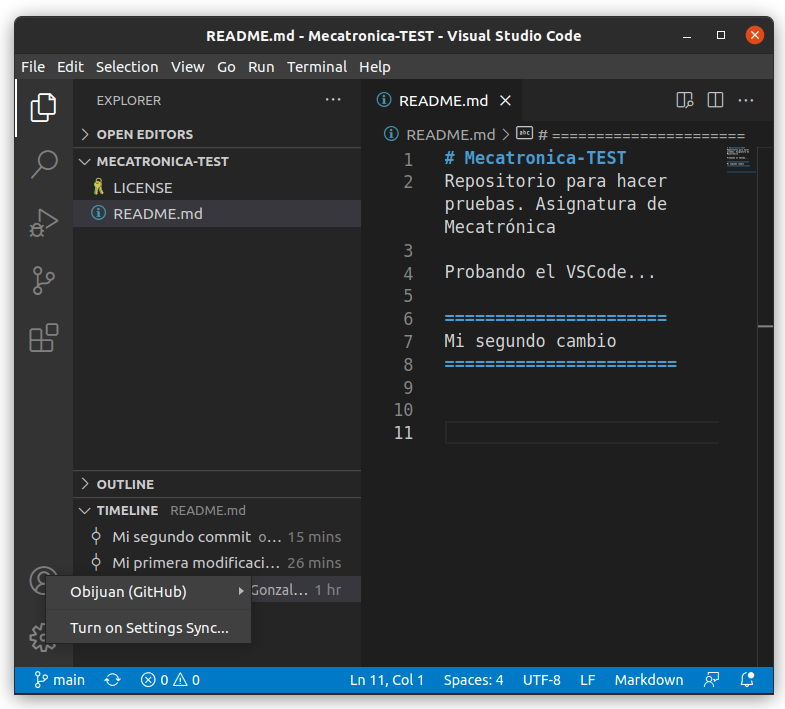 README.md - Mecatronica-TEST - Visual Studio Code
File Edit Selection View Go Run Terminal Help
EXPLORER
OPEN EDITORS
MECATRONICA-TEST
LICENSE
README.md
OUTLINE
TIMELINE README.md
Mi segundo commit o... 15 mins
Mi primera modificaci... 26 mins
Gonzal... 1 hr
Obijuan (GitHub)
Turn on Settings Sync...
README.md
README.md > abc # ======================
1 # Mecatronica-TEST
2 Repositorio para hacer
pruebas. Asignatura de
Mecatrónica
3
4 Probando el VSCode...
5
6 ======================
7 Mi segundo cambio
8 =======================
9
10
11
main 0 0 Ln 11, Col 1 Spaces: 4 UTF-8 LF Markdown